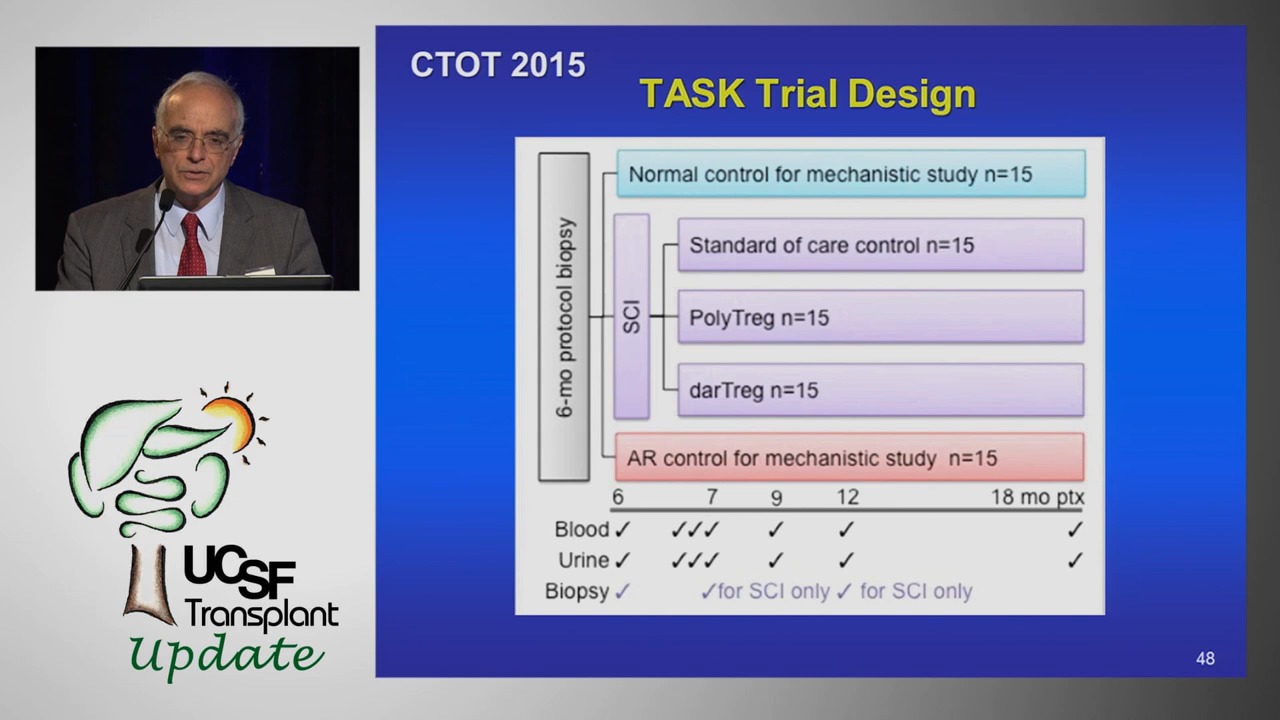 CTOT 2015
TASK Trial Design
6-mo protocol biopsy
Normal control for mechanistic study n=15
SCI
Standard of care control n=15
PolyTreg n=15
darTreg n=15
AR control for mechanistic study n=15
6 7 9 12 18 mo ptx
Blood ✓ ✓✓✓ ✓ ✓ ✓
Urine ✓ ✓✓✓ ✓ ✓ ✓
Biopsy ✓ ✓for SCI only ✓ for SCI only
48
UCSF
Transplant
Update